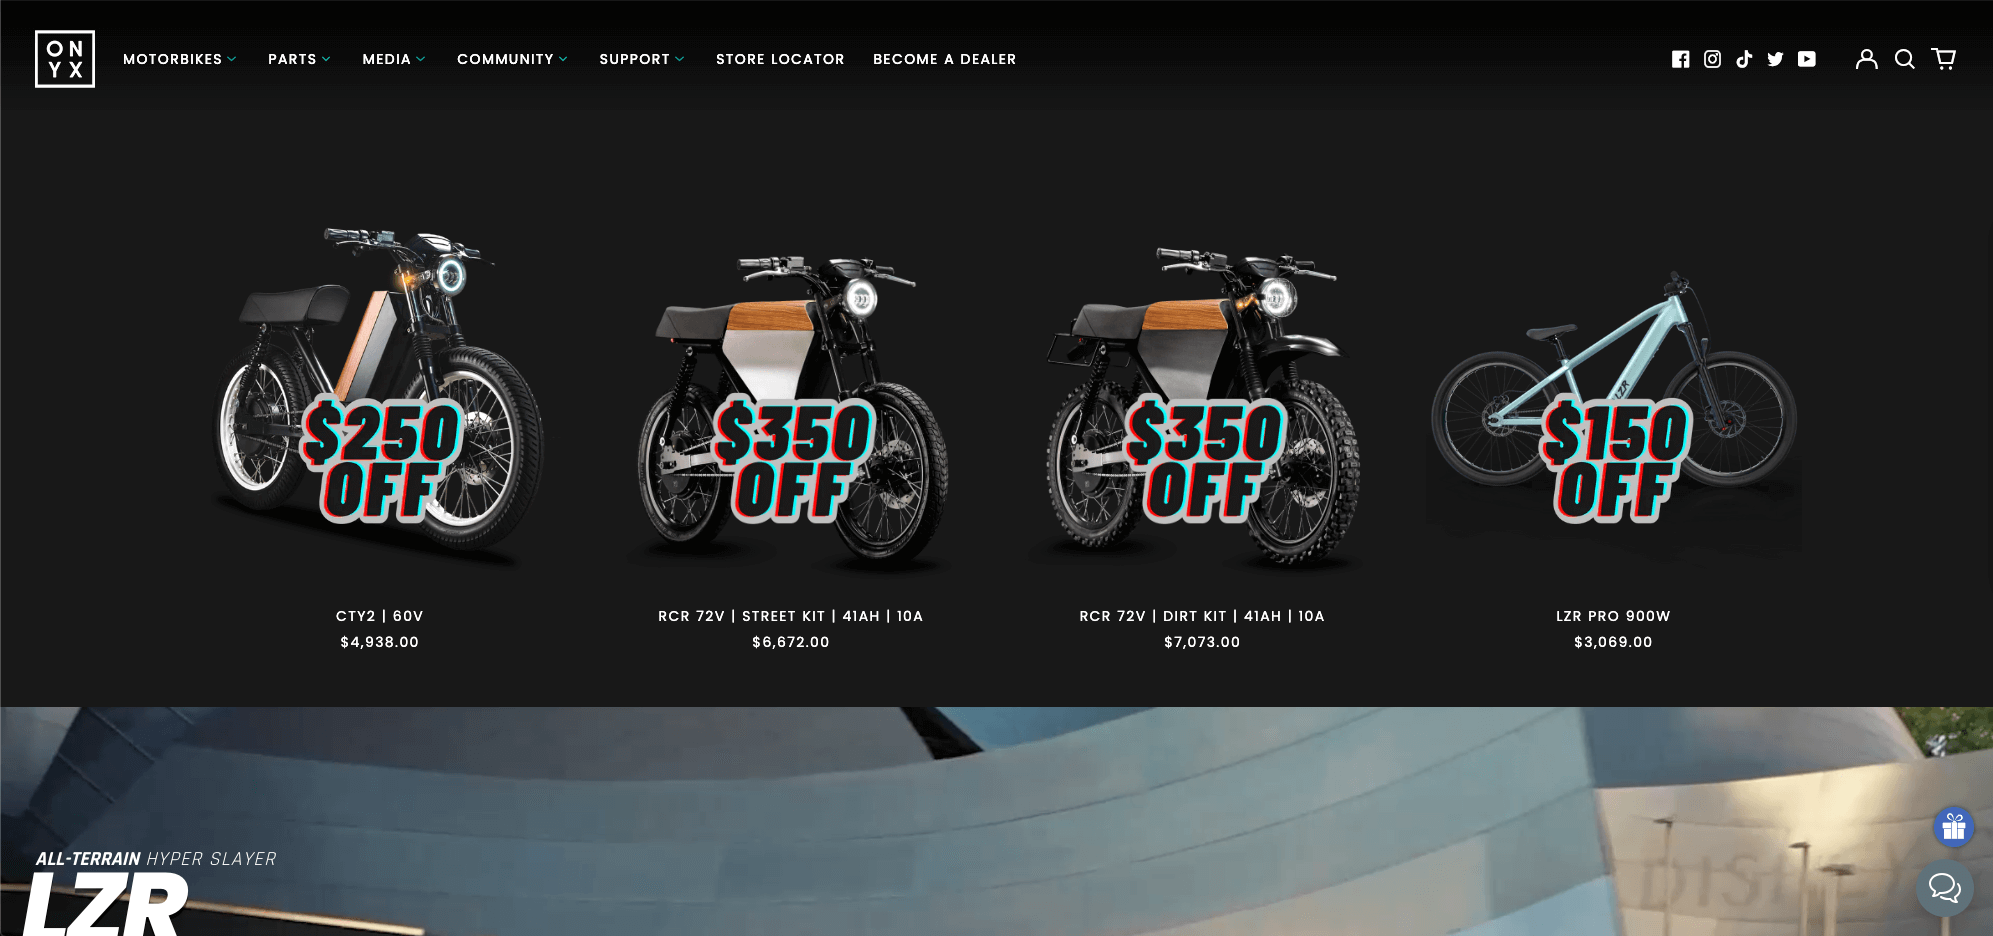 ON
YX
MOTORBIKES
PARTS
MEDIA
COMMUNITY
SUPPORT
STORE LOCATOR
BECOME A DEALER
LZR
$250
OFF
$350
OFF
$350
OFF
$150
OFF
CTY2 | 60V
$4,938.00
RCR 72V | STREET KIT | 41AH | 10A
$6,672.00
RCR 72V | DIRT KIT | 41AH | 10A
$7,073.00
LZR PRO 900W
$3,069.00
ALL-TERRAIN HYPER SLAYER
LZR